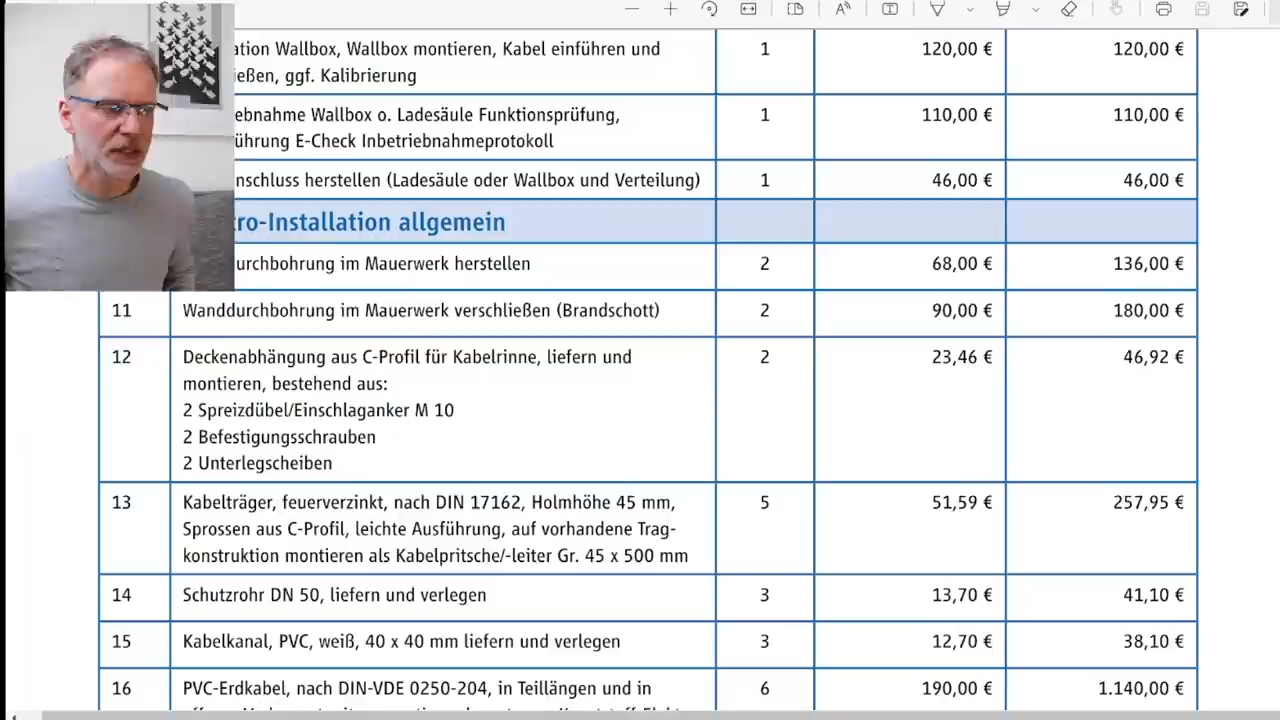 Wallbox, Wallbox montieren, Kabel einführen und 1 120,00 € 120,00 €
ggf. Kalibrierung
Wallbox o. Ladesäule Funktionsprüfung, 1 110,00 € 110,00 €
E-Check Inbetriebnahmeprotokoll
herstellen (Ladesäule oder Wallbox und Verteilung) 1 46,00 € 46,00 €
tro-Installation allgemein
urchbohrung im Mauerwerk herstellen 2 68,00 € 136,00 €
11 Wanddurchbohrung im Mauerwerk verschließen (Brandschott) 2 90,00 € 180,00 €
12 Deckenabhängung aus C-Profil für Kabelrinne, liefern und 2 23,46 € 46,92 €
montieren, bestehend aus:
2 Spreizdübel/Einschlaganker M 10
2 Befestigungsschrauben
2 Unterlegscheiben
13 Kabelträger, feuerverzinkt, nach DIN 17162, Holmhöhe 45 mm, 5 51,59 € 257,95 €
Sprossen aus C-Profil, leichte Ausführung, auf vorhandene Trag-
konstruktion montieren als Kabelpritsche/-leiter Gr. 45 x 500 mm
14 Schutzrohr DN 50, liefern und verlegen 3 13,70 € 41,10 €
15 Kabelkanal, PVC, weiß, 40 x 40 mm liefern und verlegen 3 12,70 € 38,10 €
16 PVC-Erdkabel, nach DIN-VDE 0250-204, in Teillängen und in 6 190,00 € 1.140,00 €